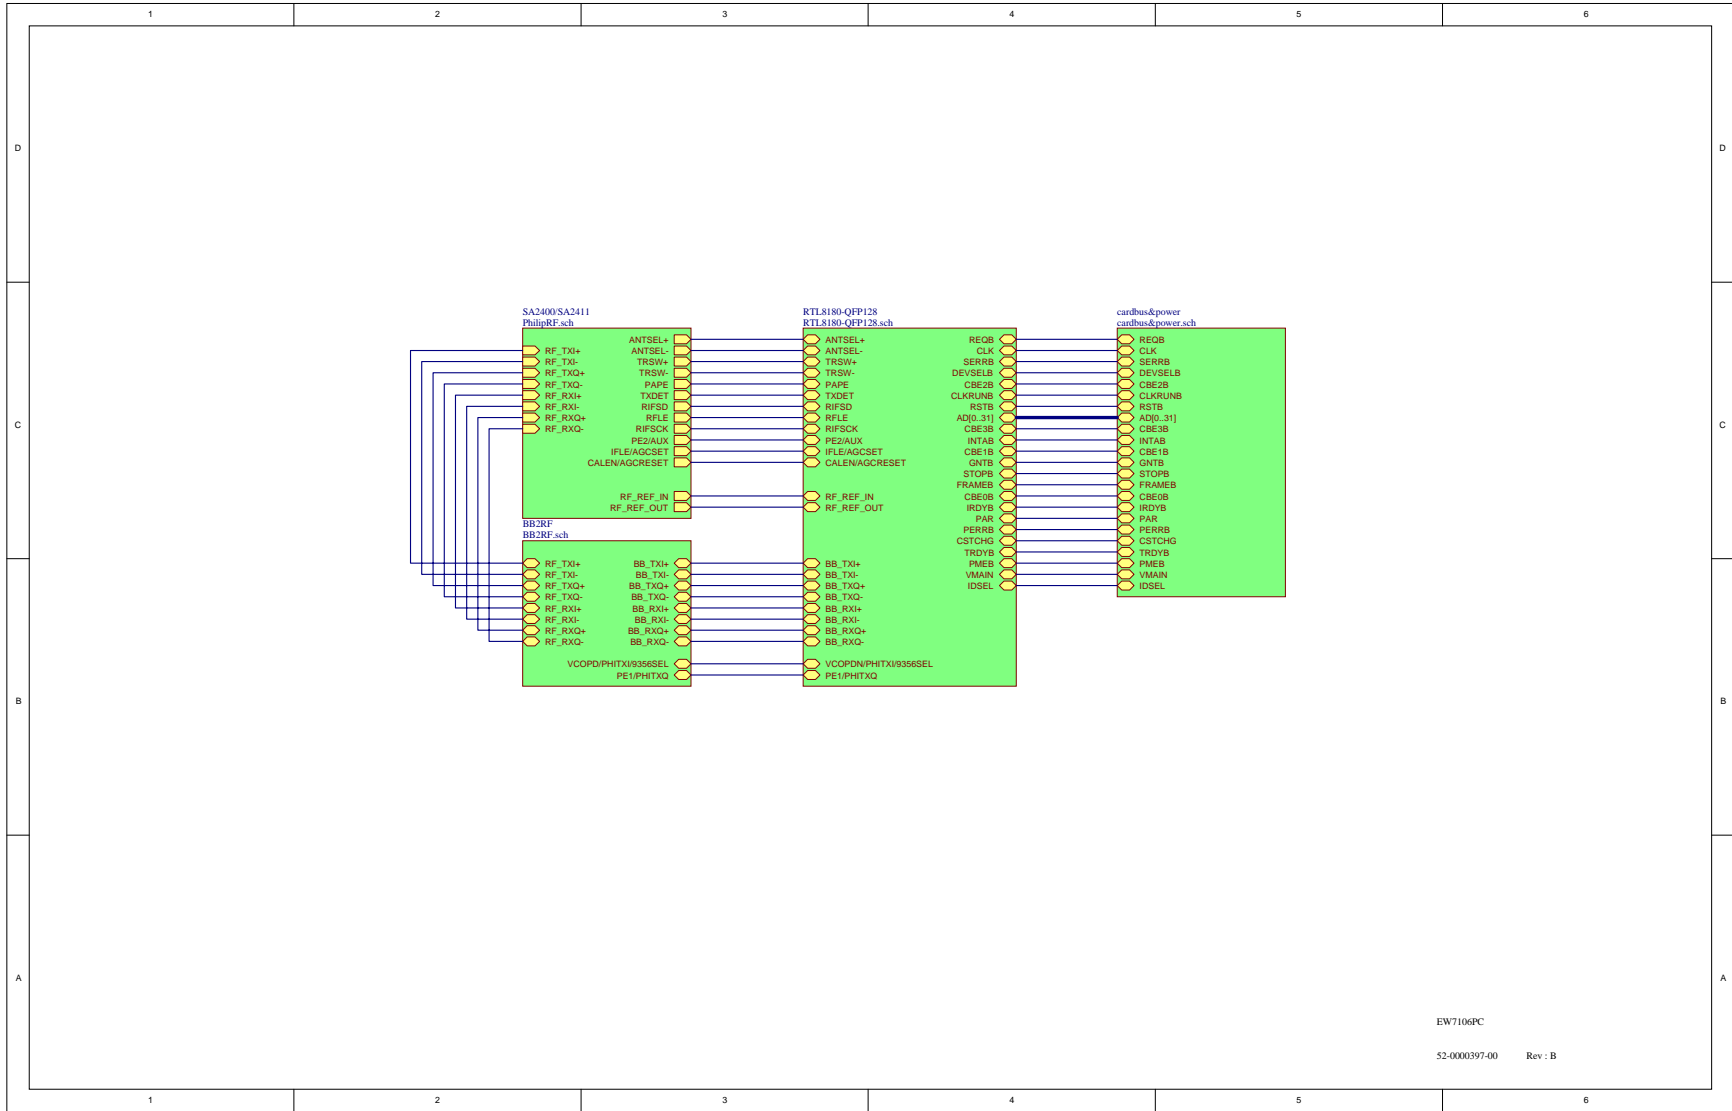 1 2 3 4 5 6
D D
SA2400/SA2411
PhilipRF.sch
ANTSEL+
RF_TXI+ ANTSEL-
RF_TXI- TRSW+
RF_TXQ+ TRSW-
RF_TXQ- PAPE
RF_RXI+ TXDET
RF_RXI- RIFSD
RF_RXQ+ RFLE
RF_RXQ- RIFSCK
PE2/AUX
IFLE/AGCSET
CALEN/AGCRESET
RF_REF_IN
RF_REF_OUT
BB2RF
BB2RF.sch
RF_TXI+ BB_TXI+
RF_TXI- BB_TXI-
RF_TXQ+ BB_TXQ+
RF_TXQ- BB_TXQ-
RF_RXI+ BB_RXI+
RF_RXI- BB_RXI-
RF_RXQ+ BB_RXQ+
RF_RXQ- BB_RXQ-
VCOPD/PHITXI/9356SEL
PE1/PHITXQ
RTL8180-QFP128
RTL8180-QFP128.sch
ANTSEL+ REQB
ANTSEL- CLK
TRSW+ SERRB
TRSW- DEVSELB
PAPE CBE2B
TXDET CLKRUNB
RIFSD RSTB
RFLE AD[0..31]
RIFSCK CBE3B
PE2/AUX INTAB
IFLE/AGCSET CBE1B
CALEN/AGCRESET GNTB
STOPB
FRAMEB
RF_REF_IN CBE0B
RF_REF_OUT IRDYB
PAR
PERRB
CSTCHG
TRDYB
BB_TXI+ PMEB
BB_TXI- VMAIN
BB_TXQ+ IDSEL
BB_TXQ-
BB_RXI+
BB_RXI-
BB_RXQ+
BB_RXQ-
VCOPDN/PHITXI/9356SEL
PE1/PHITXQ
cardbus&power
cardbus&power.sch
REQB
CLK
SERRB
DEVSELB
CBE2B
CLKRUNB
RSTB
AD[0..31]
CBE3B
INTAB
CBE1B
GNTB
STOPB
FRAMEB
CBE0B
IRDYB
PAR
PERRB
CSTCHG
TRDYB
PMEB
VMAIN
IDSEL
C C
B B
A A
EW7106PC
52-0000397-00 Rev : B
1 2 3 4 5 6